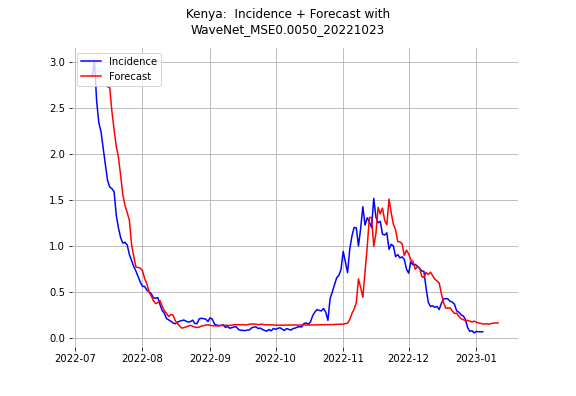 Kenya:  Incidence + Forecast with
WaveNet_MSE0.0050_20221023
Incidence
Forecast
3.0
2.5
2.0
1.5
1.0
0.5
0.0
2022-07 2022-08 2022-09 2022-10 2022-11 2022-12 2023-01